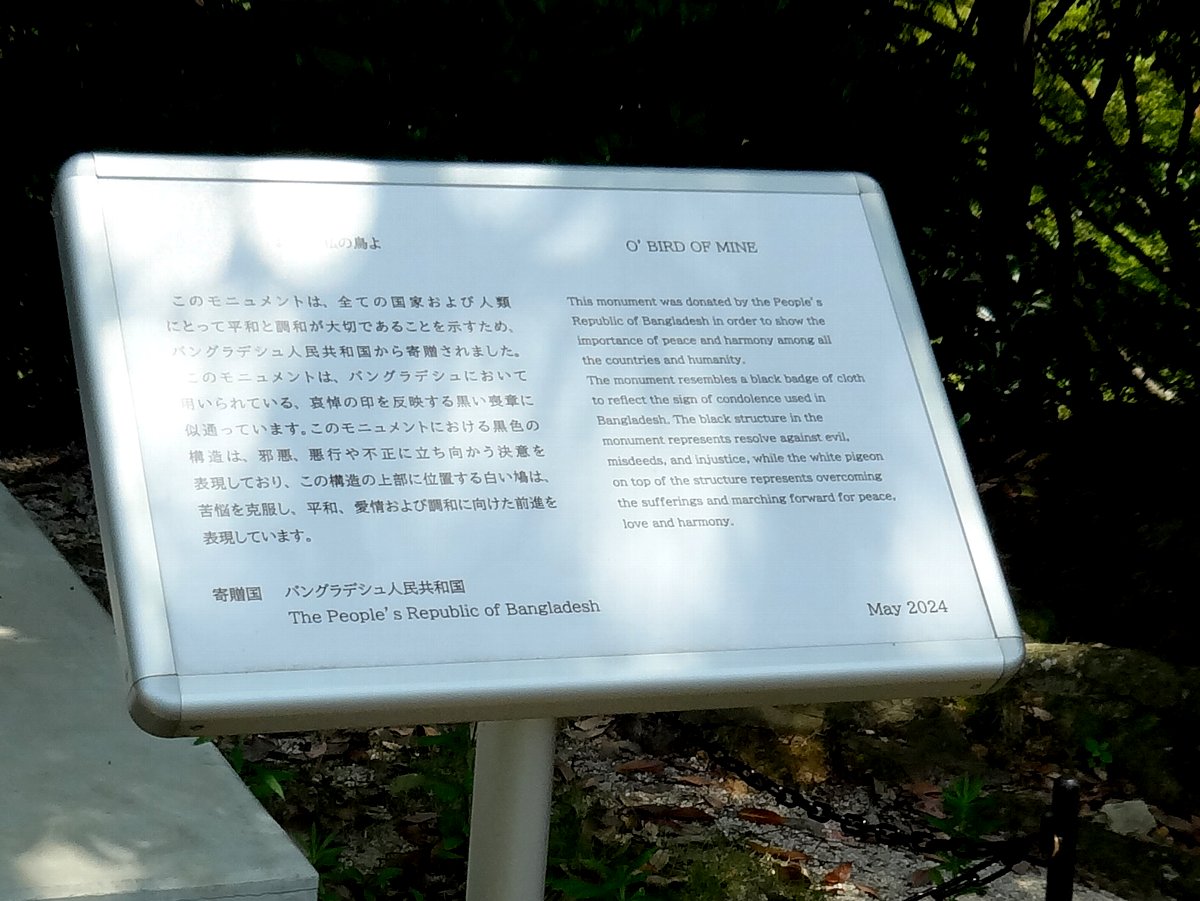 の鳥よ
このモニュメントは、全ての国家および人類
にとって平和と調和が大切であることを示すため、
バングラデシュ人民共和国から寄贈されました。
このモニュメントは、バングラデシュにおいて
用いられている、哀悼の印を反映する黒い喪章に
似通っています。このモニュメントにおける黒色の
構造は、邪悪、悪行や不正に立ち向かう決意を
表現しており、この構造の上部に位置する白い鳩は、
苦悩を克服し、平和、愛情および調和に向けた前進を
表現しています。
O' BIRD OF MINE
This monument was donated by the People's
Republic of Bangladesh in order to show the
importance of peace and harmony among all
the countries and humanity.
The monument resembles a black badge of cloth
to reflect the sign of condolence used in
Bangladesh. The black structure in the
monument represents resolve against evil,
misdeeds, and injustice, while the white pigeon
on top of the structure represents overcoming
the sufferings and marching forward for peace,
love and harmony.
寄贈国 バングラデシュ人民共和国
The People's Republic of Bangladesh
May 2024